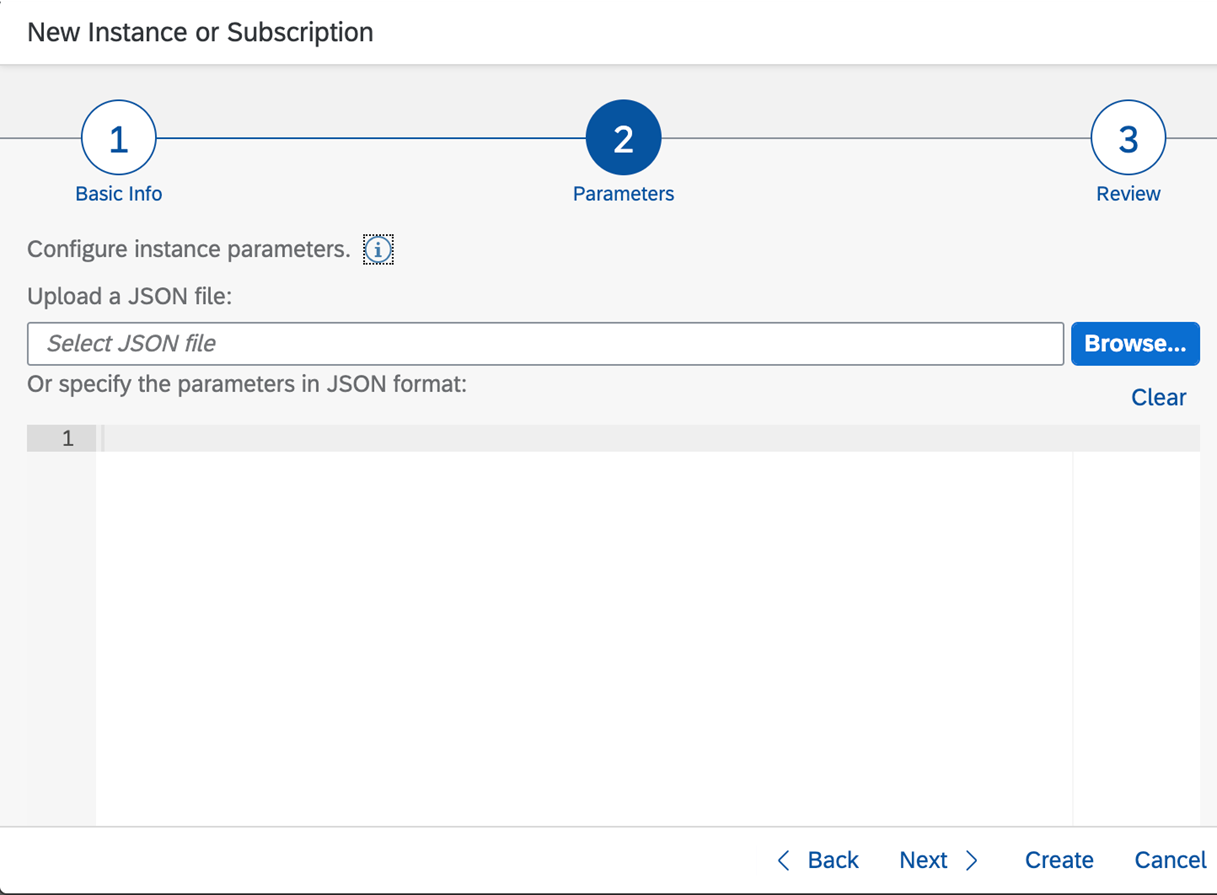 New Instance or Subscription
1
2
3
Basic Info
Parameters
Review
Configure instance parameters. i
Upload a JSON file:
Select JSON file
Browse...
Or specify the parameters in JSON format:
Clear
1
Back
Next
Create
Cancel